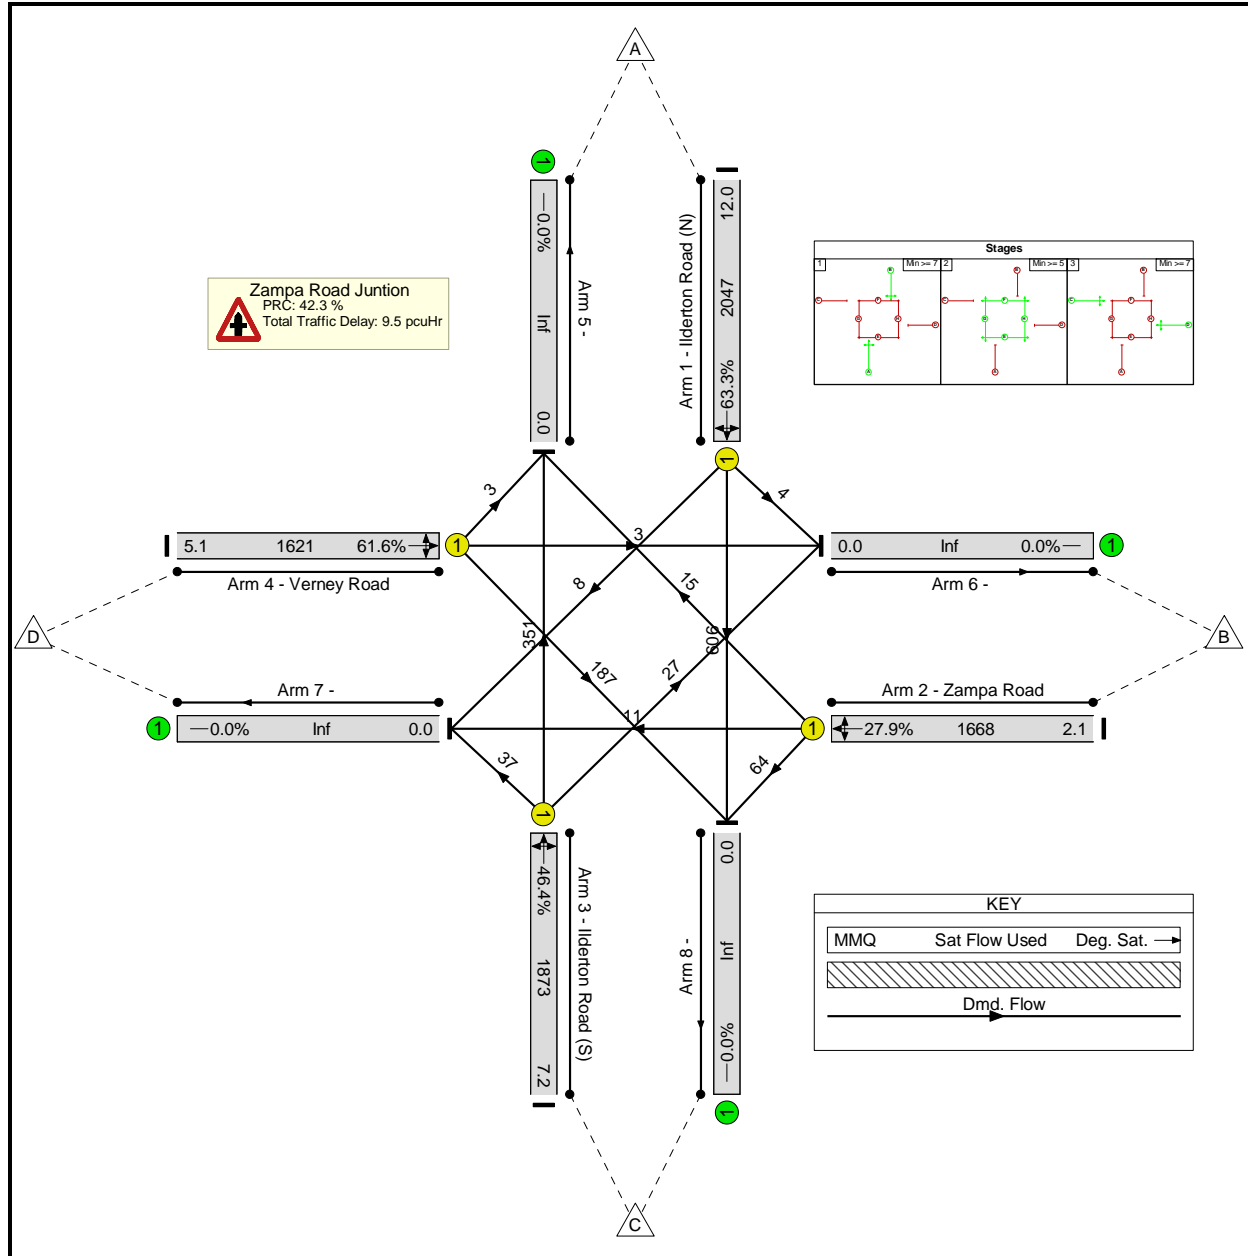 A
1
0.0%
Inf
0.0
Arm 5 -
Arm 1 - Ilderton Road (N)
12.0
2047
63.3%
1
Stages
1
Min >= 7
2
Min >= 5
3
Min >= 7
Zampa Road Juntion
PRC: 42.3 %
Total Traffic Delay: 9.5 pcuHr
3
4
5.1 1621 61.6%
1
3
0.0 Inf 0.0%
1
Arm 4 - Verney Road
8
15
Arm 6 -
D
351
606
B
187
27
Arm 7 -
Arm 2 - Zampa Road
1
0.0% Inf 0.0
11
1
27.9% 1668 2.1
37
64
1
46.4%
1873
7.2
Arm 3 - Ilderton Road (S)
Arm 8 -
0.0
Inf
0.0%
1
KEY
MMQ Sat Flow Used Deg. Sat.
Dmd. Flow
C